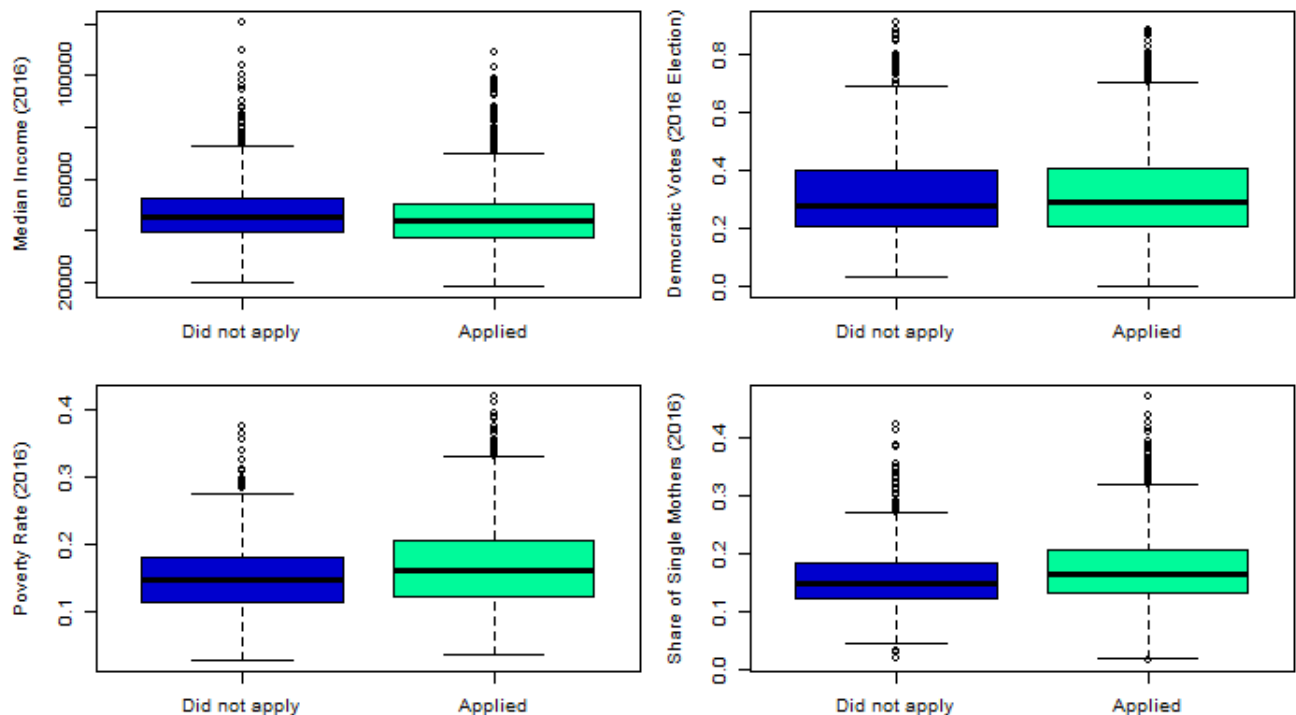 Median Income (2016)
100000
60000
20000
Did not apply
Applied
Democratic Votes (2016 Election)
0.8
0.6
0.4
0.2
0.0
Did not apply
Applied
Poverty Rate (2016)
0.4
0.3
0.2
0.1
Did not apply
Applied
Share of Single Mothers (2016)
0.4
0.3
0.2
0.1
0.0
Did not apply
Applied